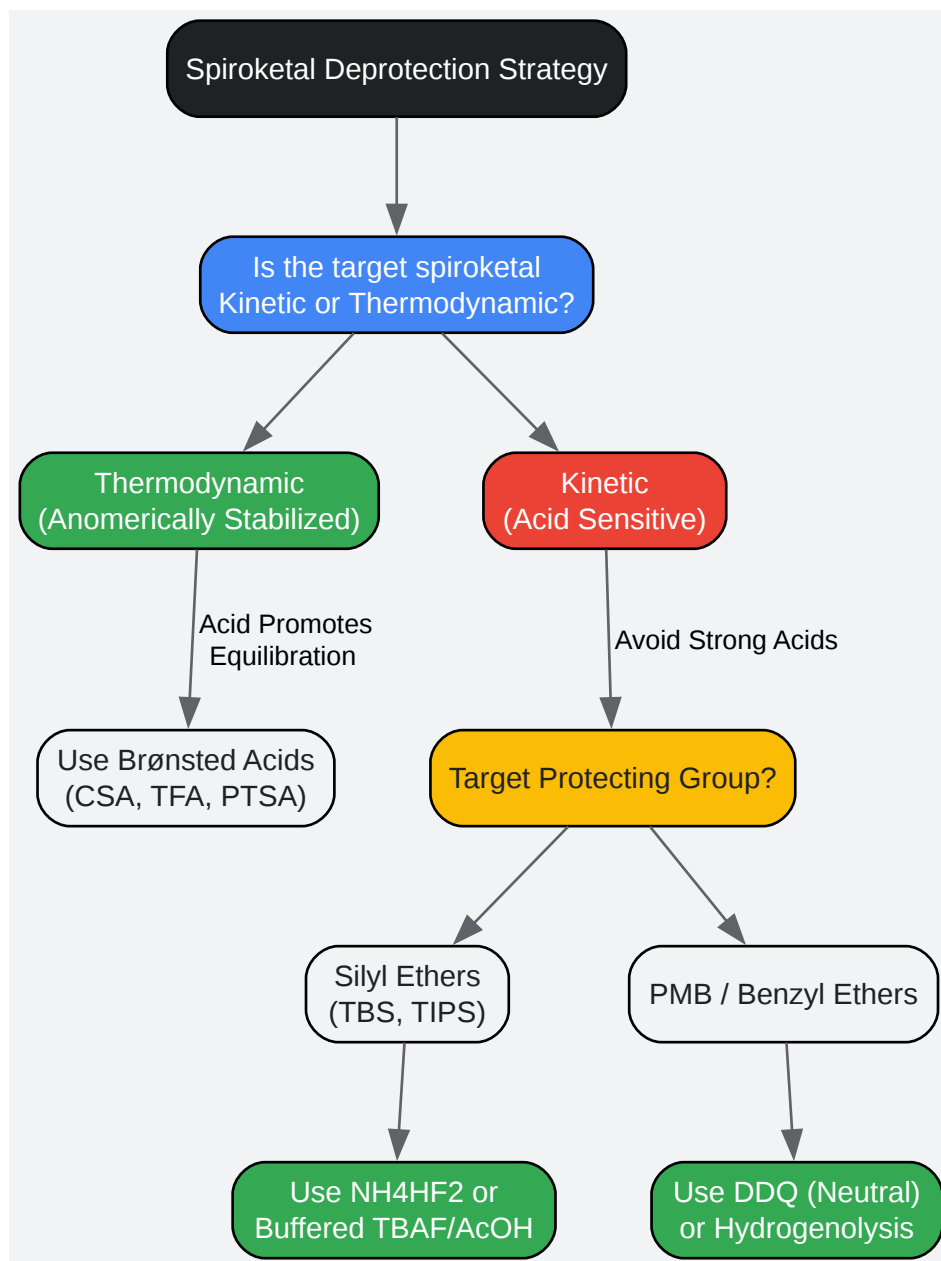 Spiroketal Deprotection Strategy
Is the target spiroketal
Kinetic or Thermodynamic?
Thermodynamic
(Anomerically Stabilized)
Kinetic
(Acid Sensitive)
Acid Promotes
Equilibration
Avoid Strong Acids
Use Brønsted Acids
(CSA, TFA, PTSA)
Target Protecting Group?
Silyl Ethers
(TBS, TIPS)
PMB / Benzyl Ethers
Use NH4HF2 or
Buffered TBAF/AcOH
Use DDQ (Neutral)
or Hydrogenolysis